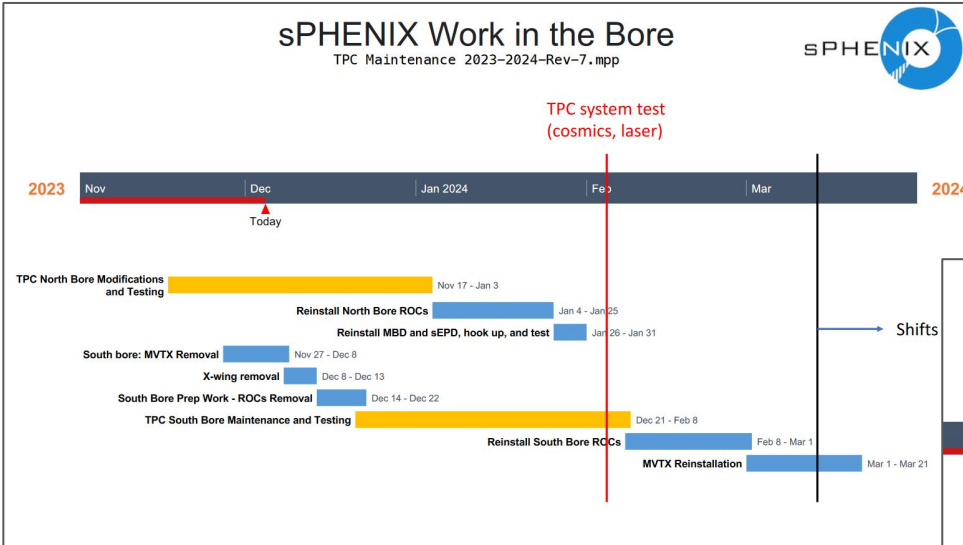 sPHENIX Work in the Bore
TPC Maintenance 2023-2024-Rev-7.mpp
sPHENIX
TPC system test
(cosmics, laser)
2023
Nov
Dec
Jan 2024
Feb
Mar
2024
Today
TPC North Bore Modifications
and Testing
Nov 17 - Jan 3
Reinstall North Bore ROCs
Jan 4 - Jan 25
Reinstall MBD and sEPD, hook up, and test
Jan 26 - Jan 31
Shifts
South bore: MVTX Removal
Nov 27 - Dec 8
X-wing removal
Dec 8 - Dec 13
South Bore Prep Work - ROCs Removal
Dec 14 - Dec 22
TPC South Bore Maintenance and Testing
Dec 21 - Feb 8
Reinstall South Bore ROCs
Feb 8 - Mar 1
MVTX Reinstallation
Mar 1 - Mar 21